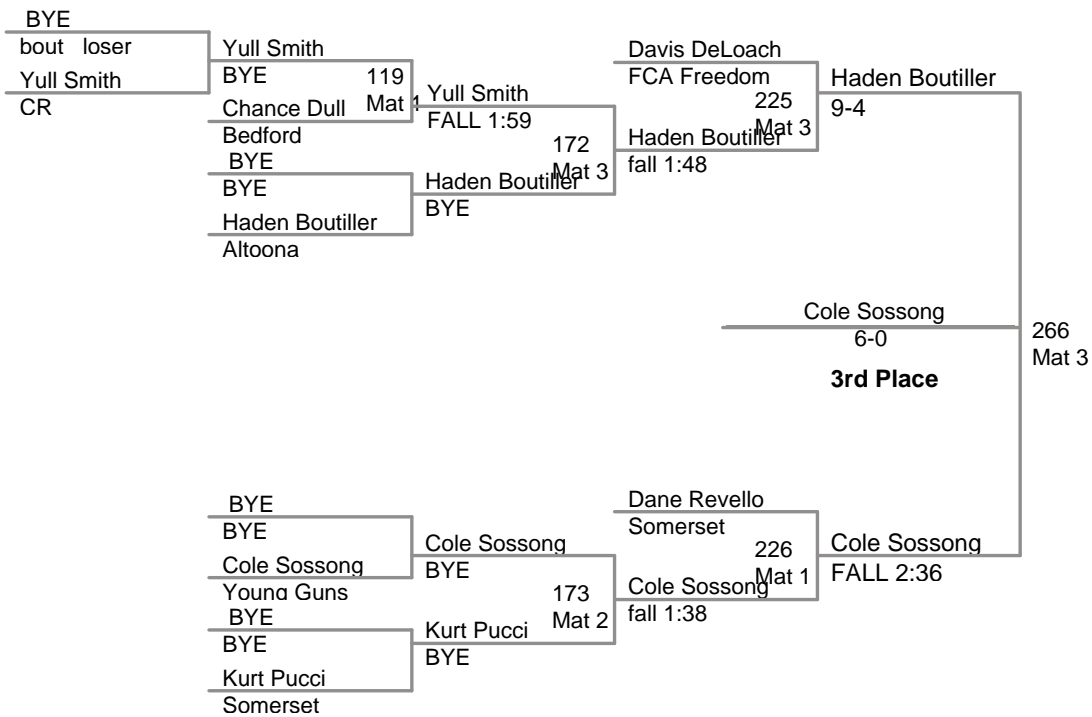 BYE
bout loser
Yull Smith
CR
Yull Smith
BYE
119
Mat 1
Chance Dull
Bedford
BYE
BYE
Haden Boutiller
Altoona
Yull Smith
FALL 1:59
172
Mat 3
Haden Boutiller
BYE
Davis DeLoach
FCA Freedom
225
Mat 3
Haden Boutiller
fall 1:48
Haden Boutiller
9-4
Cole Sossong
6-0
3rd Place
266
Mat 3
BYE
BYE
Cole Sossong
Young Guns
BYE
BYE
Kurt Pucci
Somerset
Cole Sossong
BYE
173
Mat 2
Kurt Pucci
BYE
Dane Revello
Somerset
226
Mat 1
Cole Sossong
fall 1:38
Cole Sossong
FALL 2:36